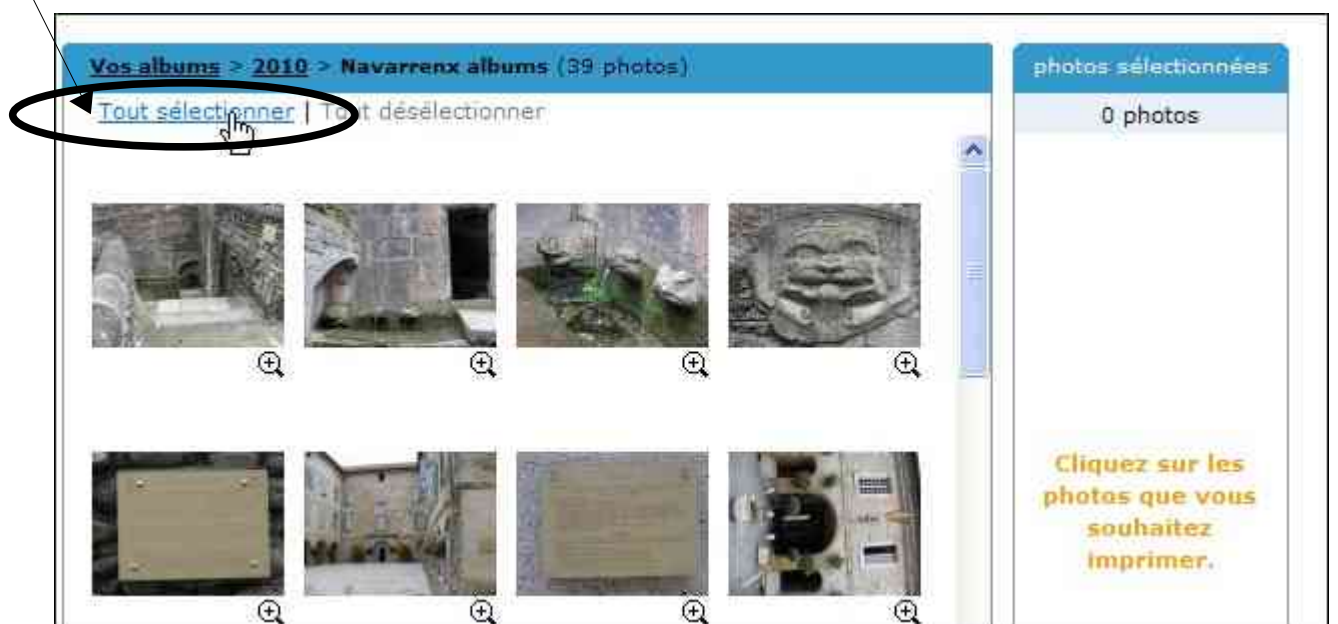 Vos albums > 2010 > Navarrenx albums (39 photos)
Tout sélectionner | Tout désélectionner
photos sélectionnées
0 photos
Cliquez sur les
photos que vous
souhaitez
imprimer.